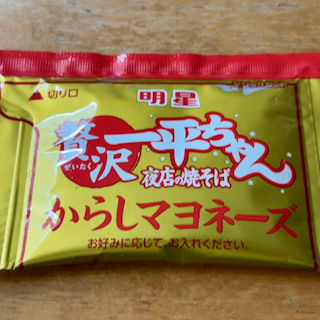 切り口
明星
贅沢一平ちゃん
ぜいたく
夜店の焼そば
からしマヨネーズ
お好みに応じて、お入れください。